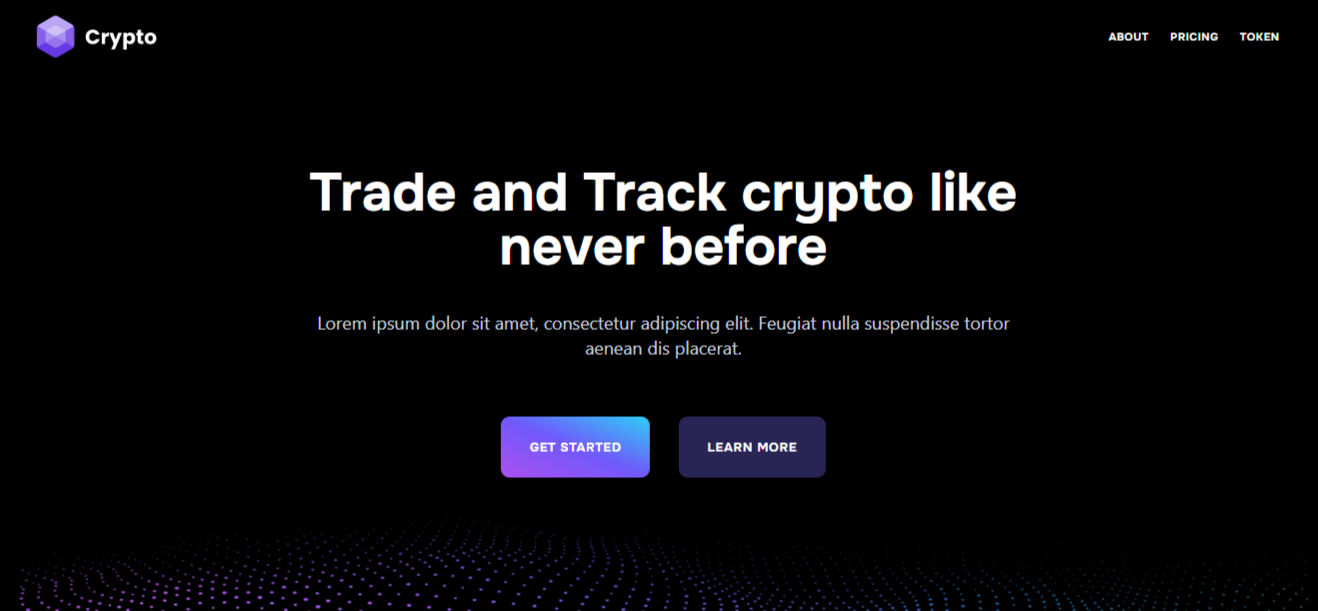 Crypto
ABOUT PRICING TOKEN
Trade and Track crypto like
never before
Lorem ipsum dolor sit amet, consectetur adipiscing elit. Feugiat nulla suspendisse tortor
aenean dis placerat.
GET STARTED
LEARN MORE